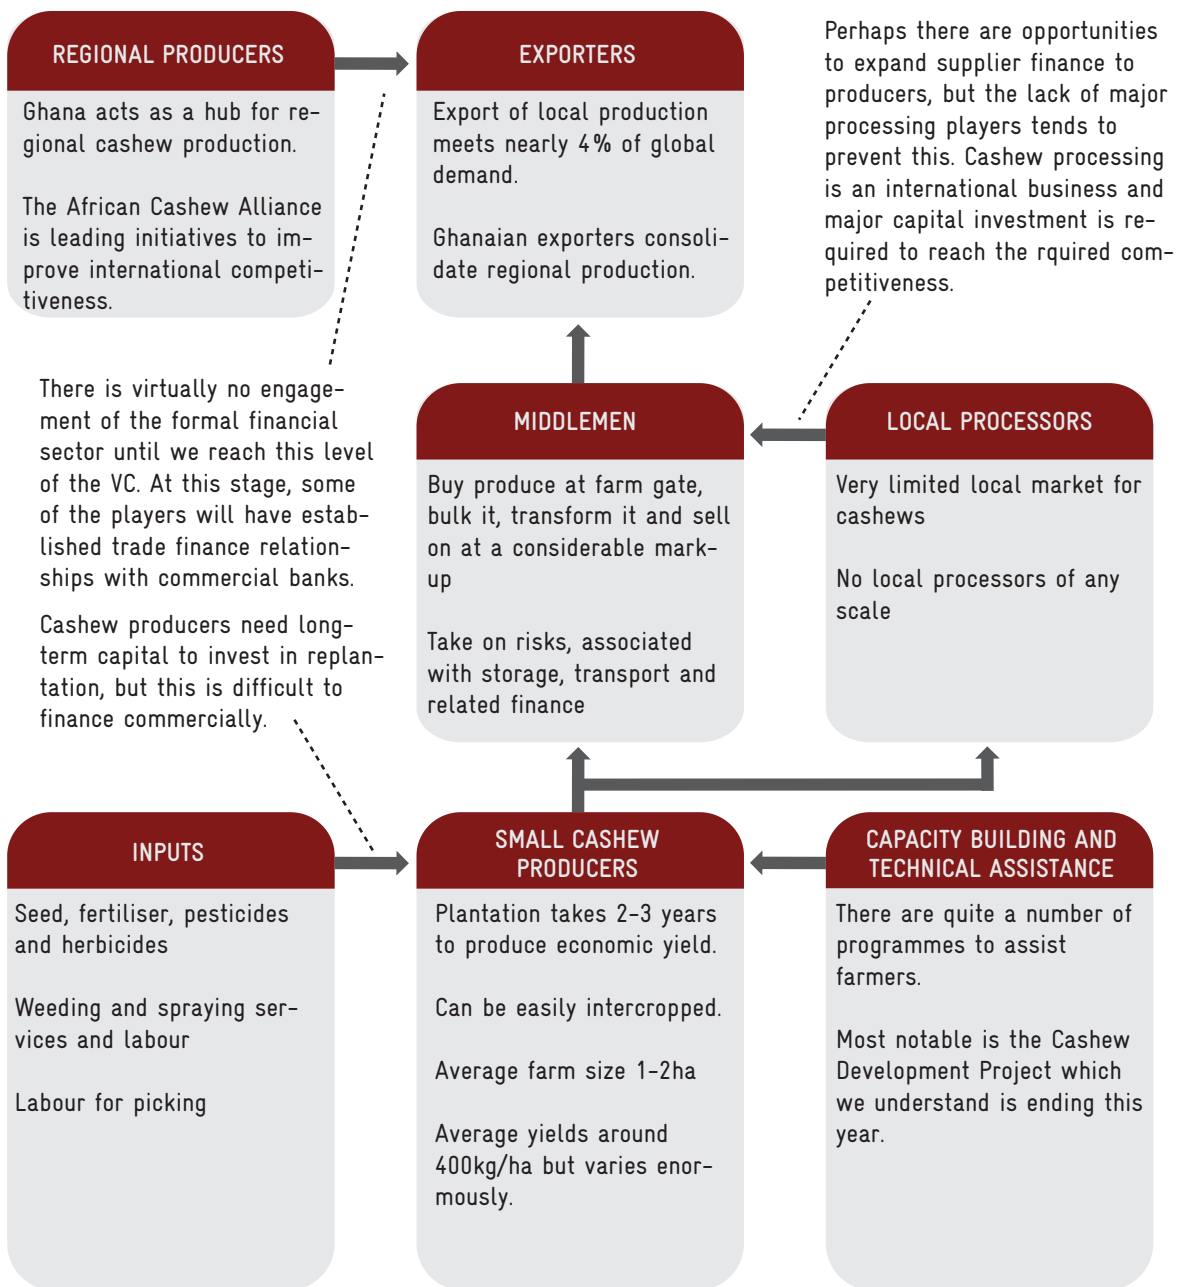 REGIONAL PRODUCERS
Ghana acts as a hub for re-
gional cashew production.
The African Cashew Alliance
is leading initiatives to im-
prove international competi-
tiveness.
EXPORTERS
Export of local production
meets nearly 4% of global
demand.
Ghanaian exporters consoli-
date regional production.
Perhaps there are opportunities
to expand supplier finance to
producers, but the lack of major
processing players tends to
prevent this. Cashew processing
is an international business and
major capital investment is re-
quired to reach the rquired com-
petitiveness.
There is virtually no engage-
ment of the formal financial
sector until we reach this level
of the VC. At this stage, some
of the players will have estab-
lished trade finance relation-
ships with commercial banks.
Cashew producers need long-
term capital to invest in replan-
tation, but this is difficult to
finance commercially.
MIDDLEMEN
Buy produce at farm gate,
bulk it, transform it and sell
on at a considerable mark-
up
Take on risks, associated
with storage, transport and
related finance
LOCAL PROCESSORS
Very limited local market for
cashews
No local processors of any
scale
INPUTS
Seed, fertiliser, pesticides
and herbicides
Weeding and spraying ser-
vices and labour
Labour for picking
SMALL CASHEW
PRODUCERS
Plantation takes 2-3 years
to produce economic yield.
Can be easily intercropped.
Average farm size 1-2ha
Average yields around
400kg/ha but varies enor-
mously.
CAPACITY BUILDING AND
TECHNICAL ASSISTANCE
There are quite a number of
programmes to assist
farmers.
Most notable is the Cashew
Development Project which
we understand is ending this
year.